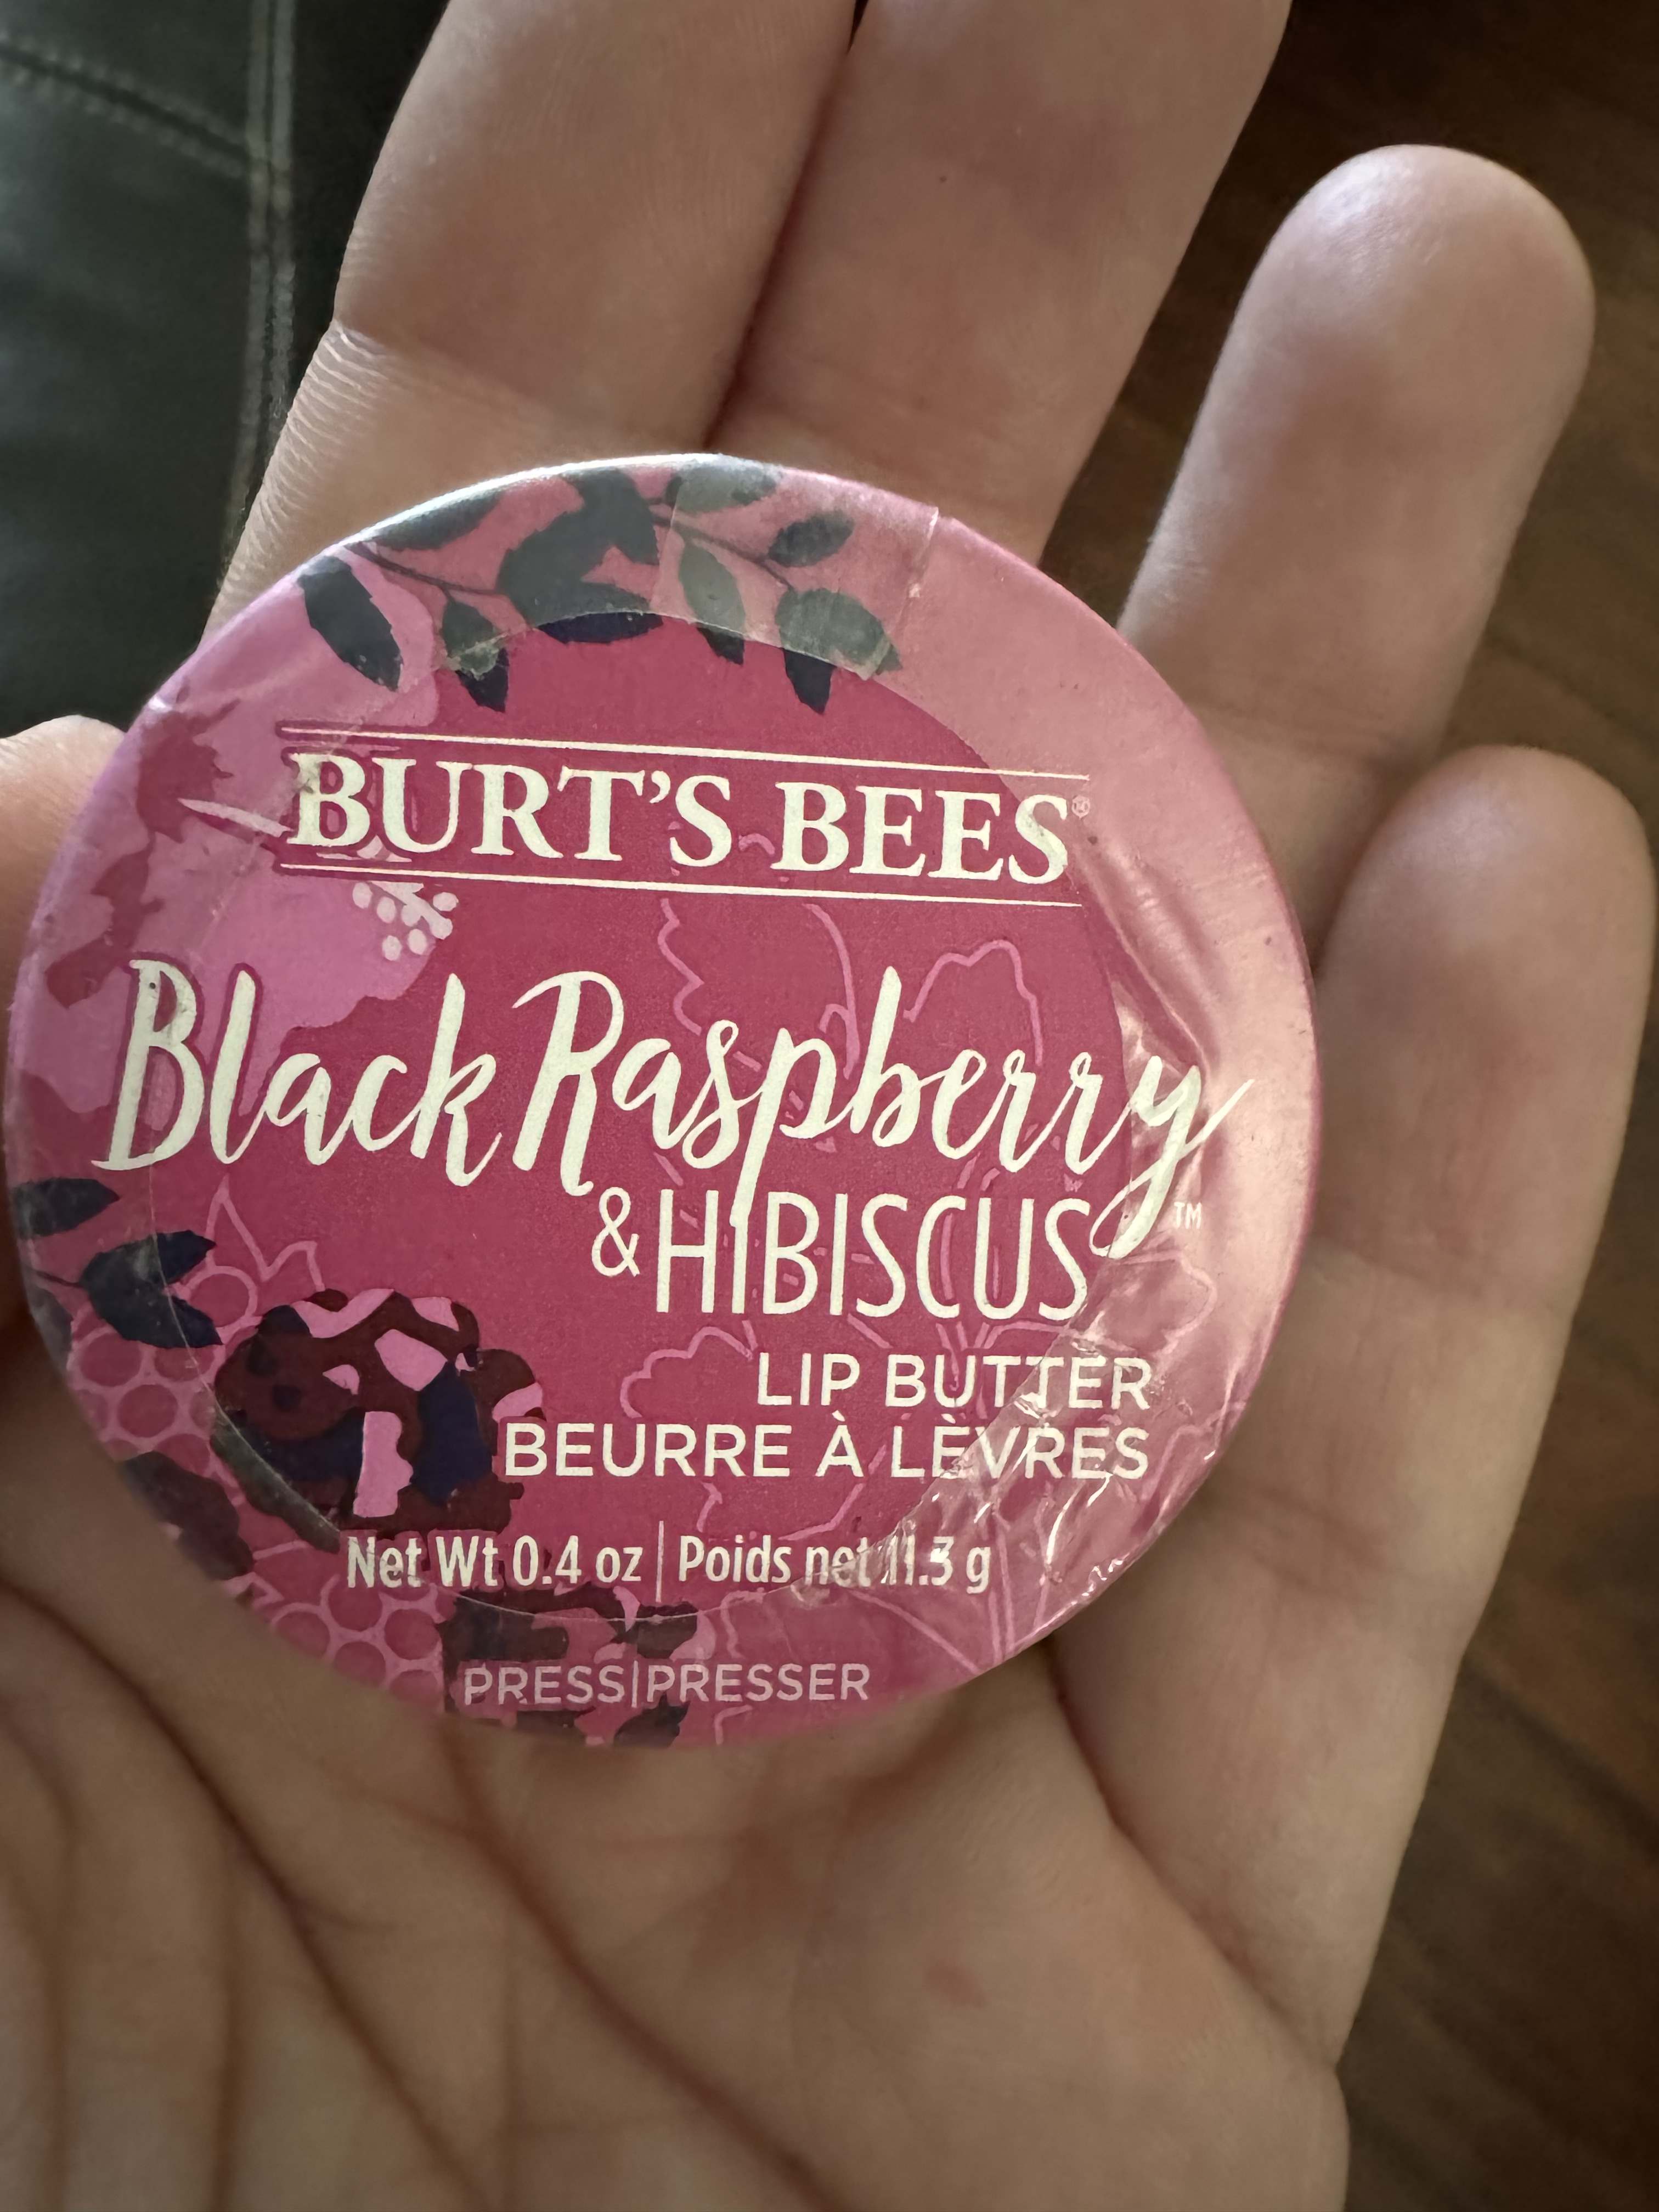 BURT'S BEES®
Black Raspberry™
& HIBISCUS
LIP BUTTER
BEURRE À LÈVRES
Net Wt 0.4 oz | Poids net 11.3 g
PRESS|PRESSER